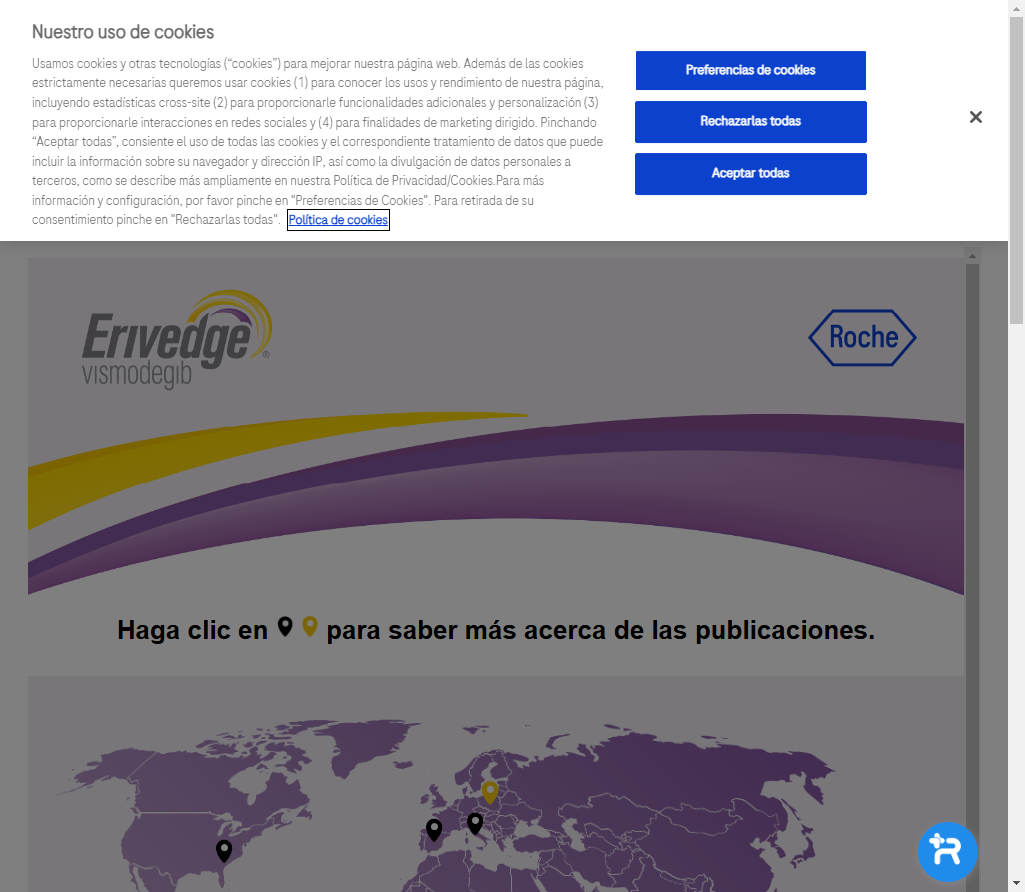 Nuestro uso de cookies
Usamos cookies y otras tecnologías (“cookies”) para mejorar nuestra página web. Además de las cookies
estrictamente necesarias queremos usar cookies (1) para conocer los usos y rendimiento de nuestra página,
incluyendo estadísticas cross-site (2) para proporcionarle funcionalidades adicionales y personalización (3)
para proporcionarle interacciones en redes sociales y (4) para finalidades de marketing dirigido. Pinchando
“Aceptar todas”, consiente el uso de todas las cookies y el correspondiente tratamiento de datos que puede
incluir la información sobre su navegador y dirección IP, así como la divulgación de datos personales a
terceros, como se describe más ampliamente en nuestra Política de Privacidad/Cookies.Para más
información y configuración, por favor pinche en "Preferencias de Cookies". Para retirada de su
consentimiento pinche en "Rechazarlas todas". Política de cookies
Preferencias de cookies
Rechazarlas todas
Aceptar todas
Erivedge®
vismodegib
Roche
Haga clic en para saber más acerca de las publicaciones.